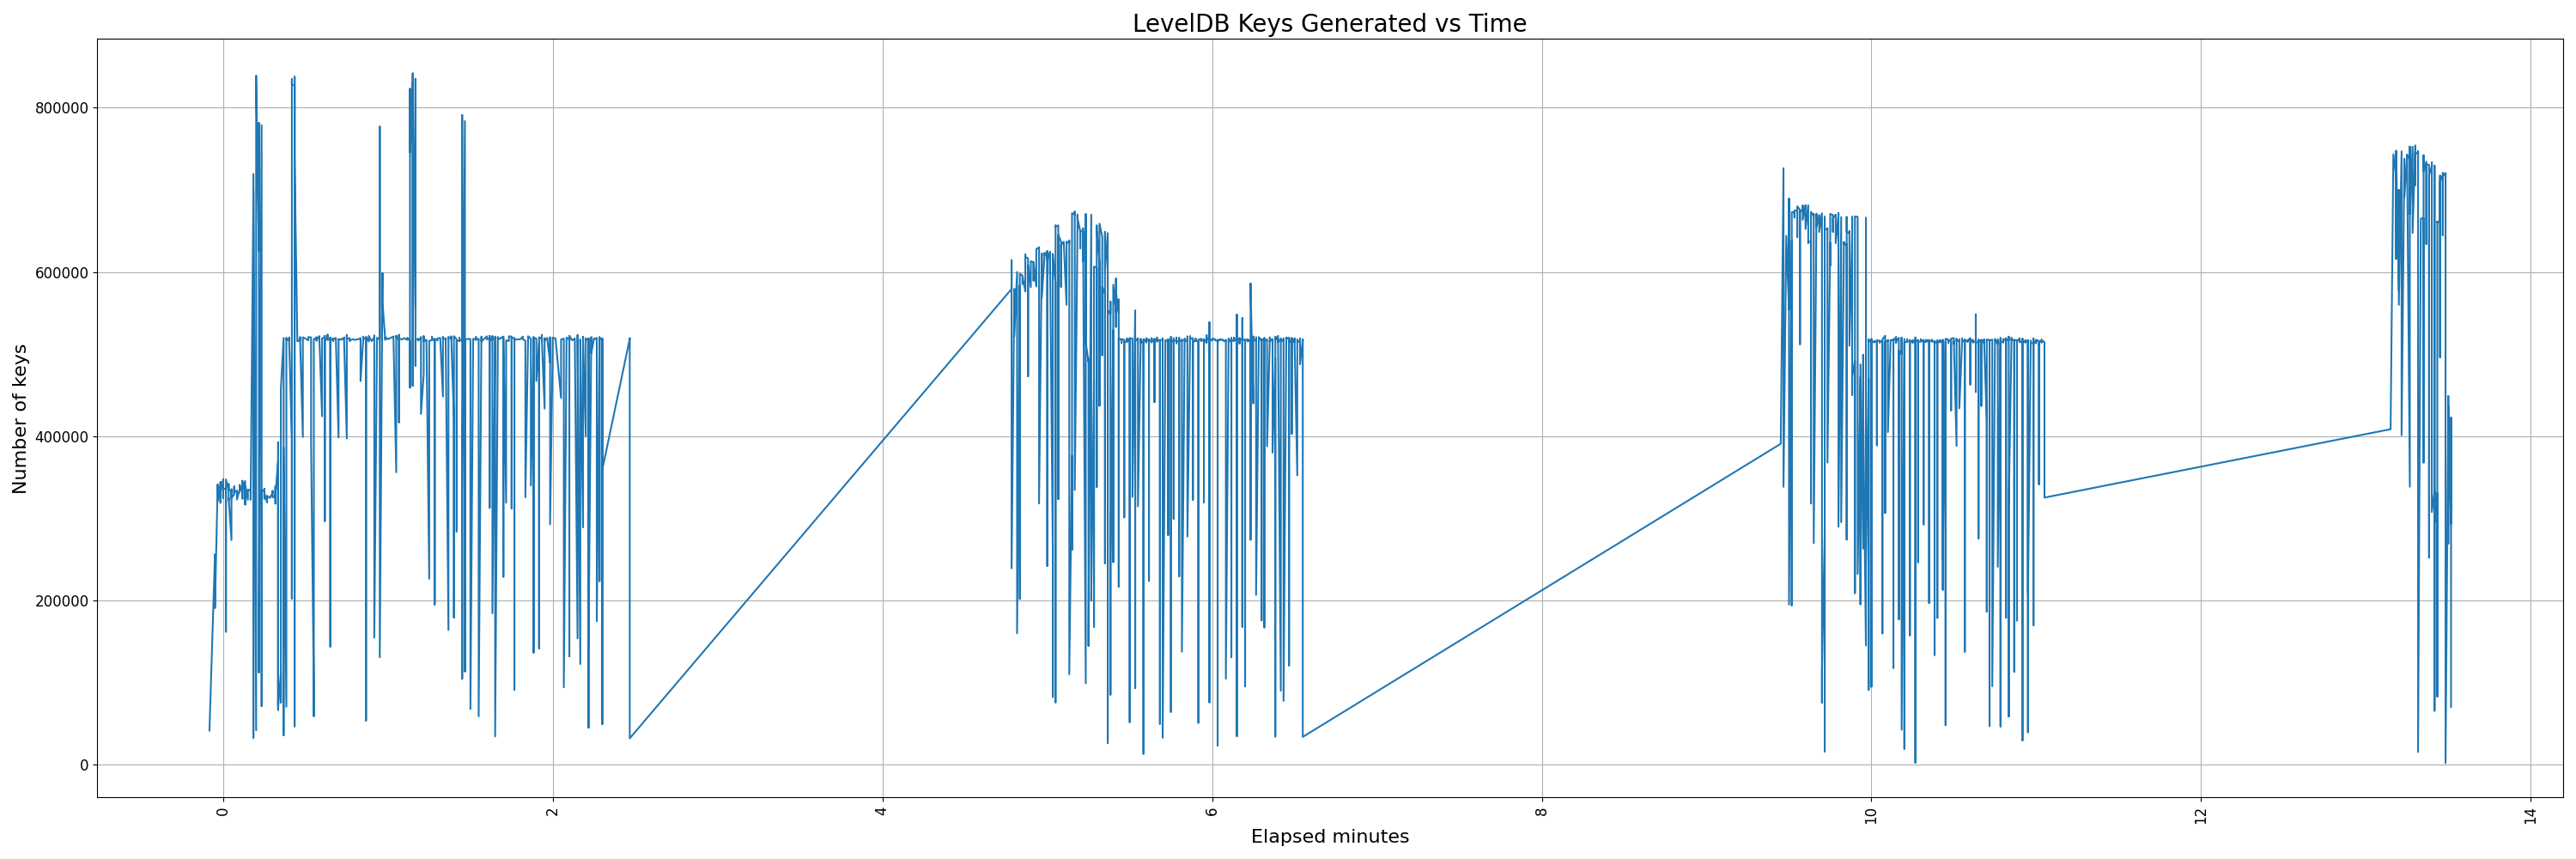 LevelDB Keys Generated vs Time
800000
600000
400000
200000
0
Number of keys
0 2 4 6 8 10 12 14
Elapsed minutes